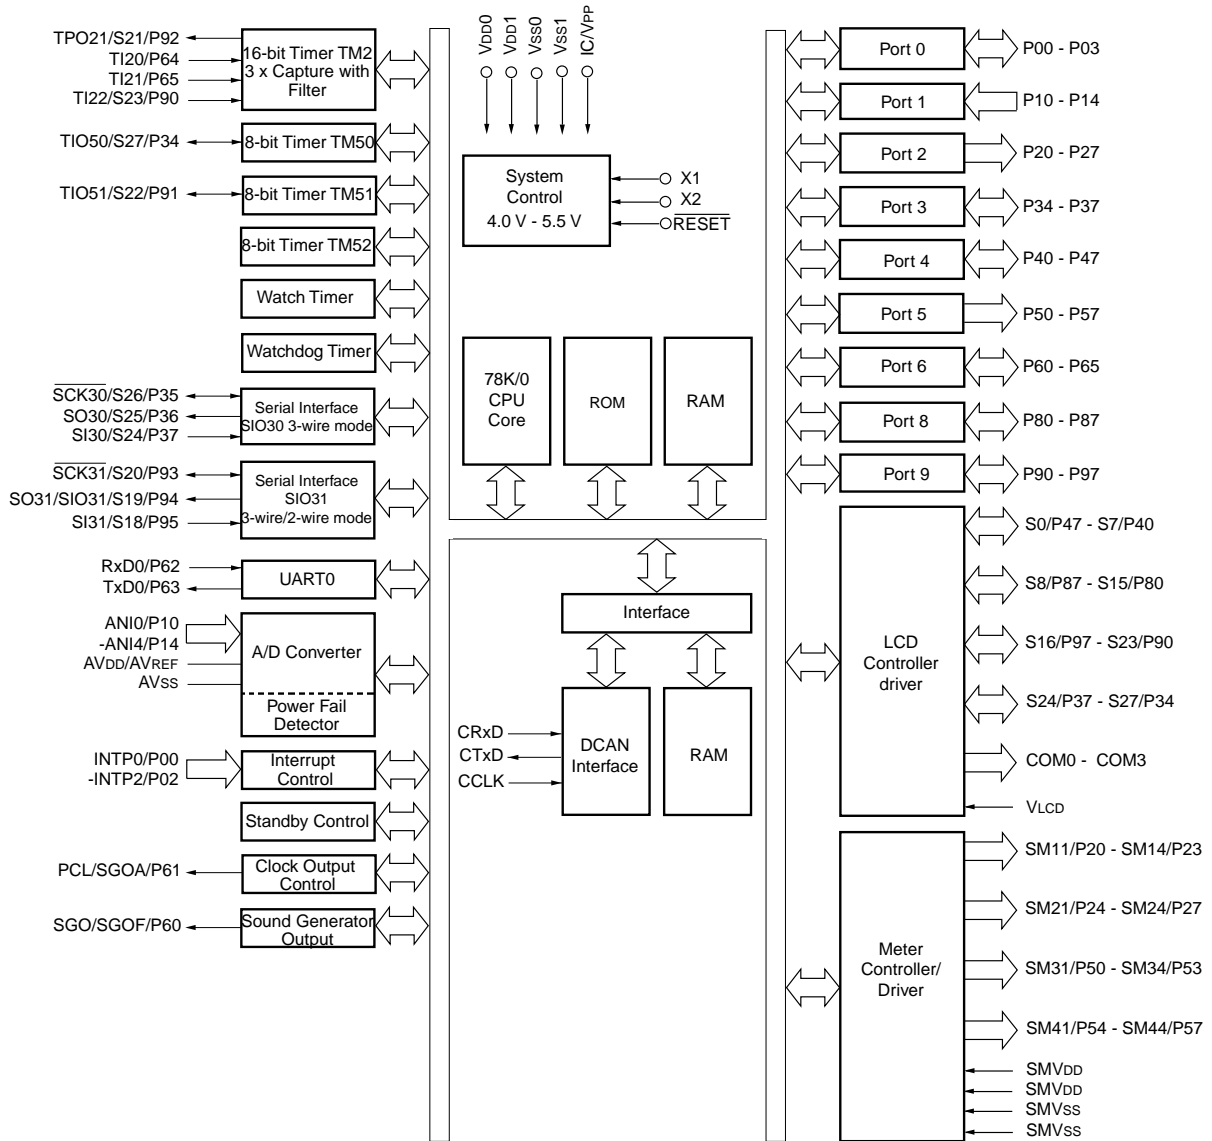 TPO21/S21/P92
TI20/P64
TI21/P65
TI22/S23/P90
16-bit Timer TM2
3 x Capture with
Filter
TIO50/S27/P34
8-bit Timer TM50
TIO51/S22/P91
8-bit Timer TM51
8-bit Timer TM52
Watch Timer
Watchdog Timer
SCK30/S26/P35
SO30/S25/P36
SI30/S24/P37
Serial Interface
SIO30 3-wire mode
SCK31/S20/P93
SO31/SIO31/S19/P94
SI31/S18/P95
Serial Interface
SIO31
3-wire/2-wire mode
RxD0/P62
TxD0/P63
UART0
ANI0/P10
-ANI4/P14
AVDD/AVREF
AVSS
A/D Converter
Power Fail
Detector
INTP0/P00
-INTP2/P02
Interrupt
Control
Standby Control
PCL/SGOA/P61
Clock Output
Control
SGO/SGOF/P60
Sound Generator
Output
VDD0
VDD1
VSS0
VSS1
IC/VPP
System
Control
4.0 V - 5.5 V
X1
X2
RESET
78K/0
CPU
Core
ROM
RAM
Interface
CRxD
CTxD
CCLK
DCAN
Interface
RAM
Port 0
P00 - P03
Port 1
P10 - P14
Port 2
P20 - P27
Port 3
P34 - P37
Port 4
P40 - P47
Port 5
P50 - P57
Port 6
P60 - P65
Port 8
P80 - P87
Port 9
P90 - P97
LCD
Controller
driver
S0/P47 - S7/P40
S8/P87 - S15/P80
S16/P97 - S23/P90
S24/P37 - S27/P34
COM0 - COM3
VLCD
Meter
Controller/
Driver
SM11/P20 - SM14/P23
SM21/P24 - SM24/P27
SM31/P50 - SM34/P53
SM41/P54 - SM44/P57
SMVDD
SMVDD
SMVSS
SMVSS